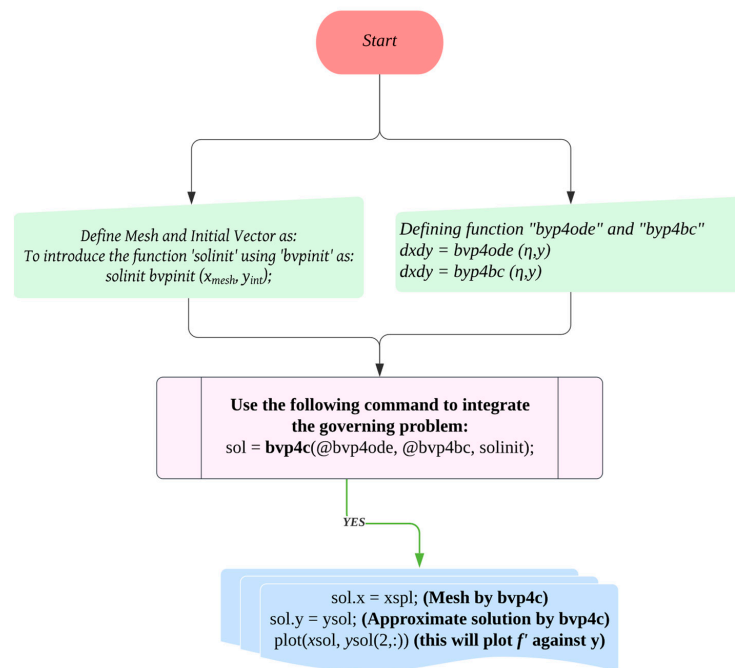 Start
Define Mesh and Initial Vector as:
To introduce the function 'solinit' using 'bvpinit' as:
solinit bvpinit (x_mesh, y_int);
Defining function "byp4ode" and "byp4bc"
dxdy = bvp4ode (η,y)
dxdy = byp4bc (η,y)
Use the following command to integrate
the governing problem:
sol = bvp4c(@bvp4ode, @bvp4bc, solinit);
YES
sol.x = xspl; (Mesh by bvp4c)
sol.y = ysol; (Approximate solution by bvp4c)
plot(xsol, ysol(2,:)) (this will plot f' against y)